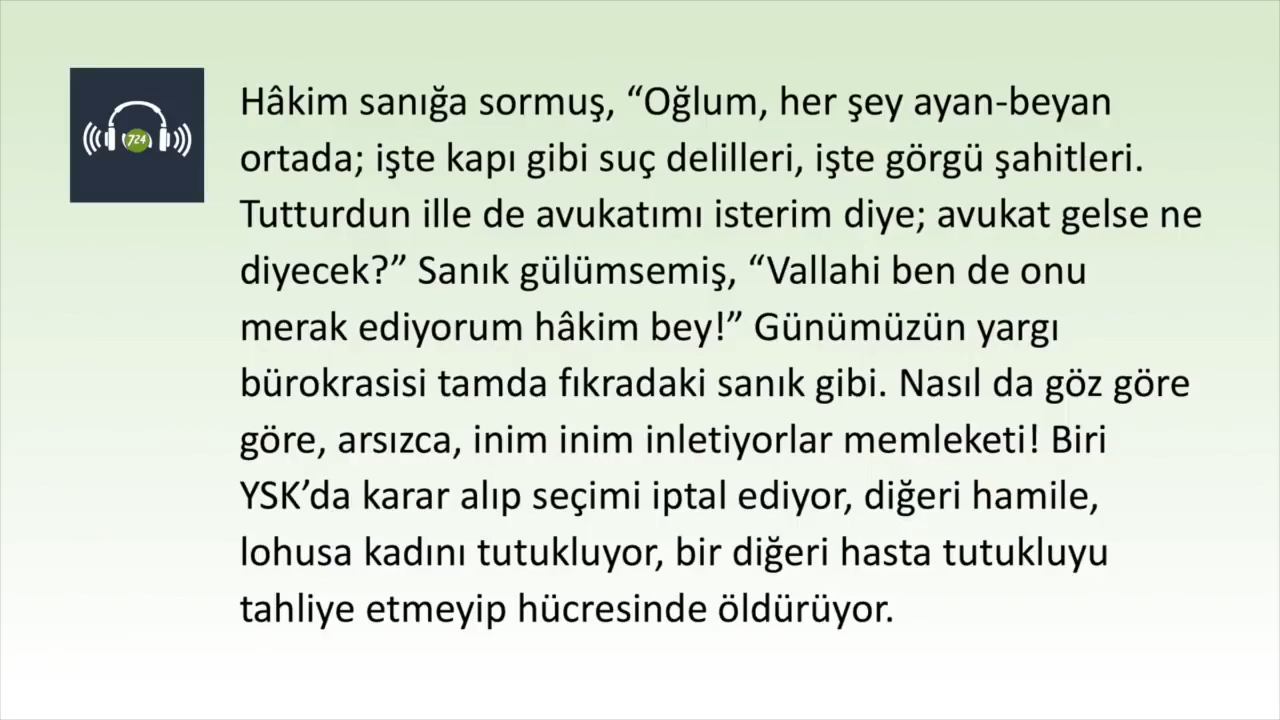 724
Hâkim sanığa sormuş, “Oğlum, her şey ayan-beyan
ortada; işte kapı gibi suç delilleri, işte görgü şahitleri.
Tutturdun ille de avukatımı isterim diye; avukat gelse ne
diyecek?” Sanık gülümsemiş, “Vallahi ben de onu
merak ediyorum hâkim bey!” Günümüzün yargı
bürokrasisi tamda fıkradaki sanık gibi. Nasıl da göz göre
göre, arsızca, inim inim inletiyorlar memleketi! Biri
YSK’da karar alıp seçimi iptal ediyor, diğeri hamile,
lohusa kadını tutukluyor, bir diğeri hasta tutukluyu
tahliye etmeyip hücresinde öldürüyor.